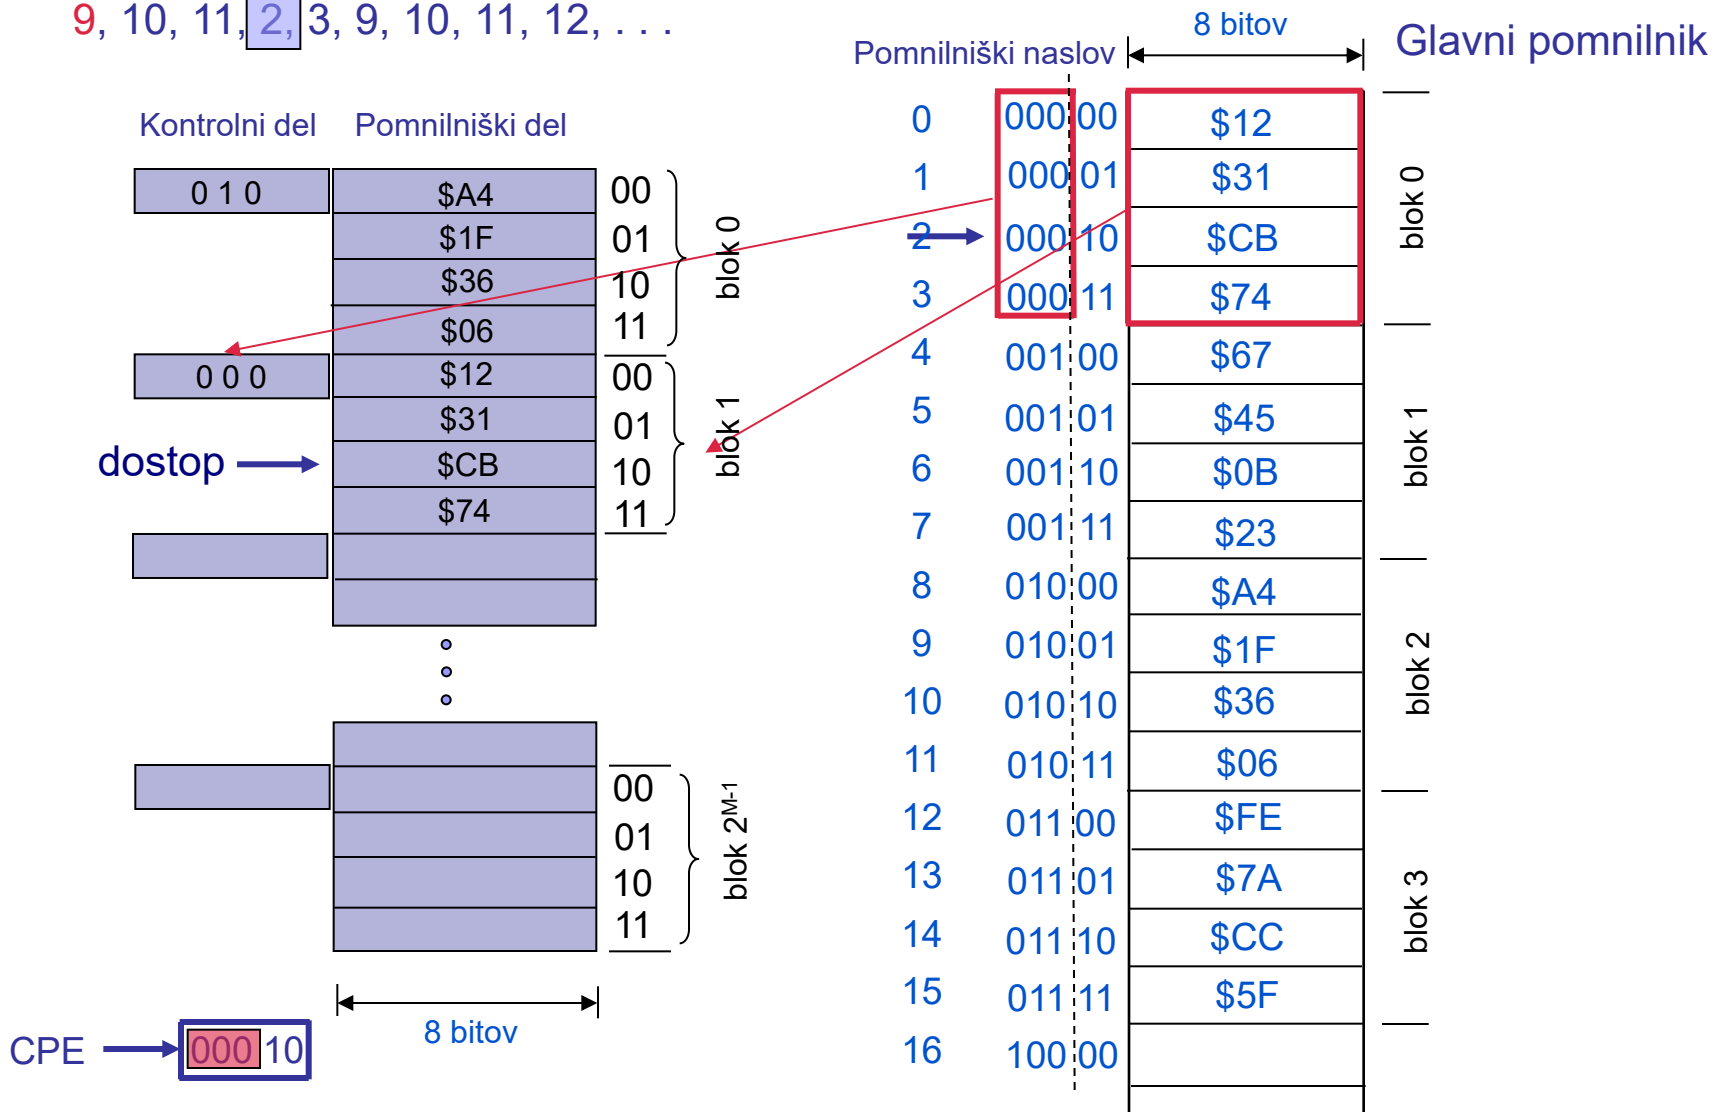 9, 10, 11, 2, 3, 9, 10, 11, 12, . . .
Kontrolni del Pomnilniški del
0 1 0 $A4 00
$1F 01
$36 10
$06 11
blok 0
0 0 0 $12 00
$31 01
dostop $CB 10
$74 11
blok 1
00
01
10
11
blok 2M-1
8 bitov
CPE 000 10
Pomnilniški naslov 8 bitov Glavni pomnilnik
0 000 00 $12
1 000 01 $31
2 000 10 $CB
3 000 11 $74
blok 0
4 001 00 $67
5 001 01 $45
6 001 10 $0B
7 001 11 $23
blok 1
8 010 00 $A4
9 010 01 $1F
10 010 10 $36
11 010 11 $06
blok 2
12 011 00 $FE
13 011 01 $7A
14 011 10 $CC
15 011 11 $5F
blok 3
16 100 00